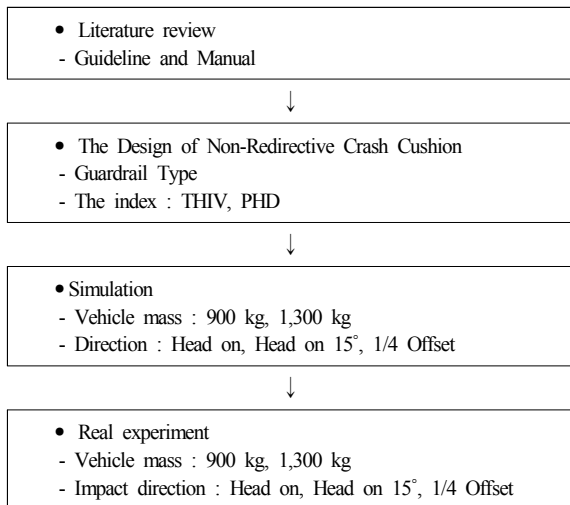 • Literature review
- Guideline and Manual
↓
• The Design of Non-Redirective Crash Cushion
- Guardrail Type
- The index : THIV, PHD
↓
•Simulation
- Vehicle mass : 900 kg, 1,300 kg
- Direction : Head on, Head on 15°, 1/4 Offset
↓
• Real experiment
- Vehicle mass : 900 kg, 1,300 kg
- Impact direction : Head on, Head on 15°, 1/4 Offset